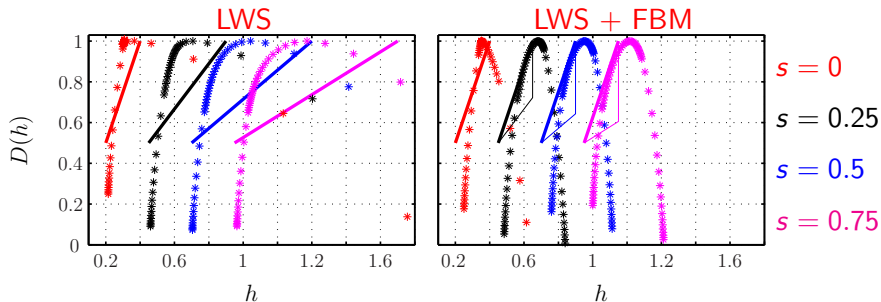 LWS
LWS + FBM
D(h)
1
0.8
0.6
0.4
0.2
0
0.2
0.6
1
1.2
1.6
h
0.2
0.6
1
1.2
1.6
h
s = 0
s = 0.25
s = 0.5
s = 0.75